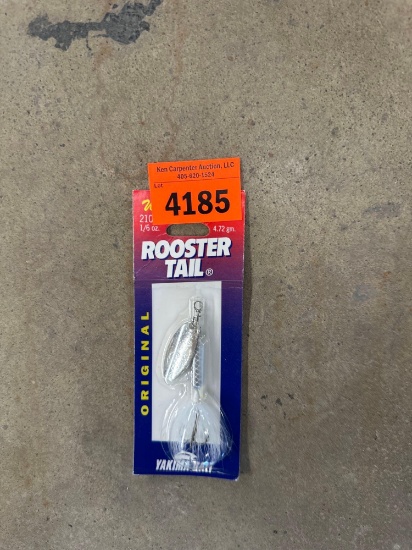 Ken Carpenter Auction, LLC
405-620-1524
Lot
4185
210
1/6 oz.
4.72 gm.
ROOSTER
TAIL®
ORIGINAL
YAKIMA BAIT